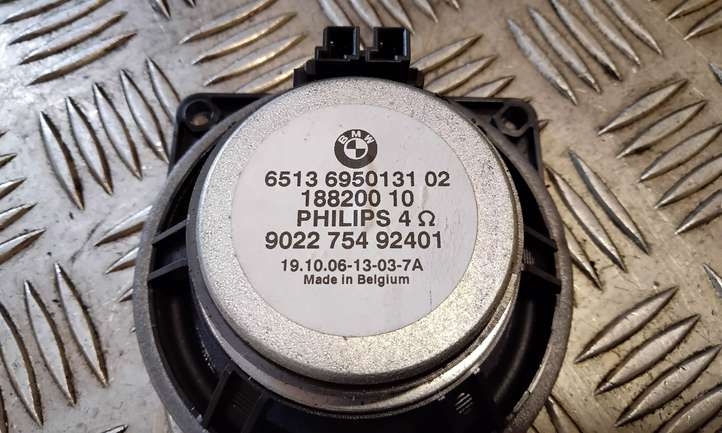 BMW
6513 6950131 02
188200 10
PHILIPS 4 Ω
9022 754 92401
19.10.06-13-03-7A
Made in Belgium